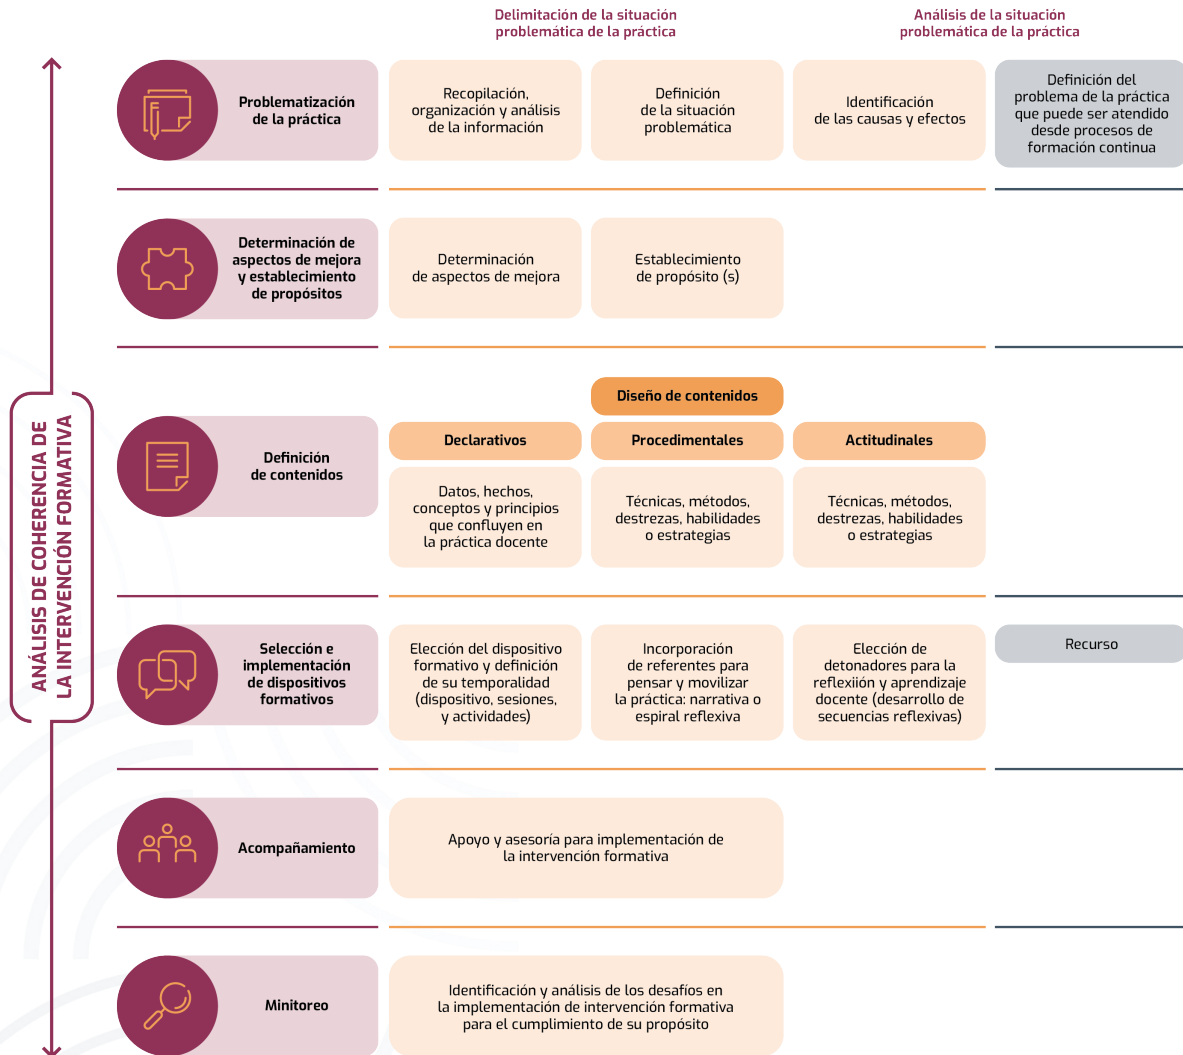 Delimitación de la situación
problemática de la práctica
Análisis de la situación
problemática de la práctica
ANÁLISIS DE COHERENCIA DE
LA INTERVENCIÓN FORMATIVA
Problematización
de la práctica
Recopilación,
organización y análisis
de la información
Definición
de la situación
problemática
Identificación
de las causas y efectos
Definición del
problema de la práctica
que puede ser atendido
desde procesos de
formación continua
Determinación de
aspectos de mejora
y establecimiento
de propósitos
Determinación
de aspectos de mejora
Establecimiento
de propósito (s)
Definición
de contenidos
Diseño de contenidos
Declarativos
Procedimentales
Actitudinales
Datos, hechos,
conceptos y principios
que confluyen en
la práctica docente
Técnicas, métodos,
destrezas, habilidades
o estrategias
Técnicas, métodos,
destrezas, habilidades
o estrategias
Selección e
implementación
de dispositivos
formativos
Elección del dispositivo
formativo y definición
de su temporalidad
(dispositivo, sesiones,
y actividades)
Incorporación
de referentes para
pensar y movilizar
la práctica: narrativa o
espiral reflexiva
Elección de
detonadores para la
reflexiión y aprendizaje
docente (desarrollo de
secuencias reflexivas)
Recurso
Acompañamiento
Apoyo y asesoría para implementación de
la intervención formativa
Minitoreo
Identificación y análisis de los desafíos en
la implementación de intervención formativa
para el cumplimiento de su propósito